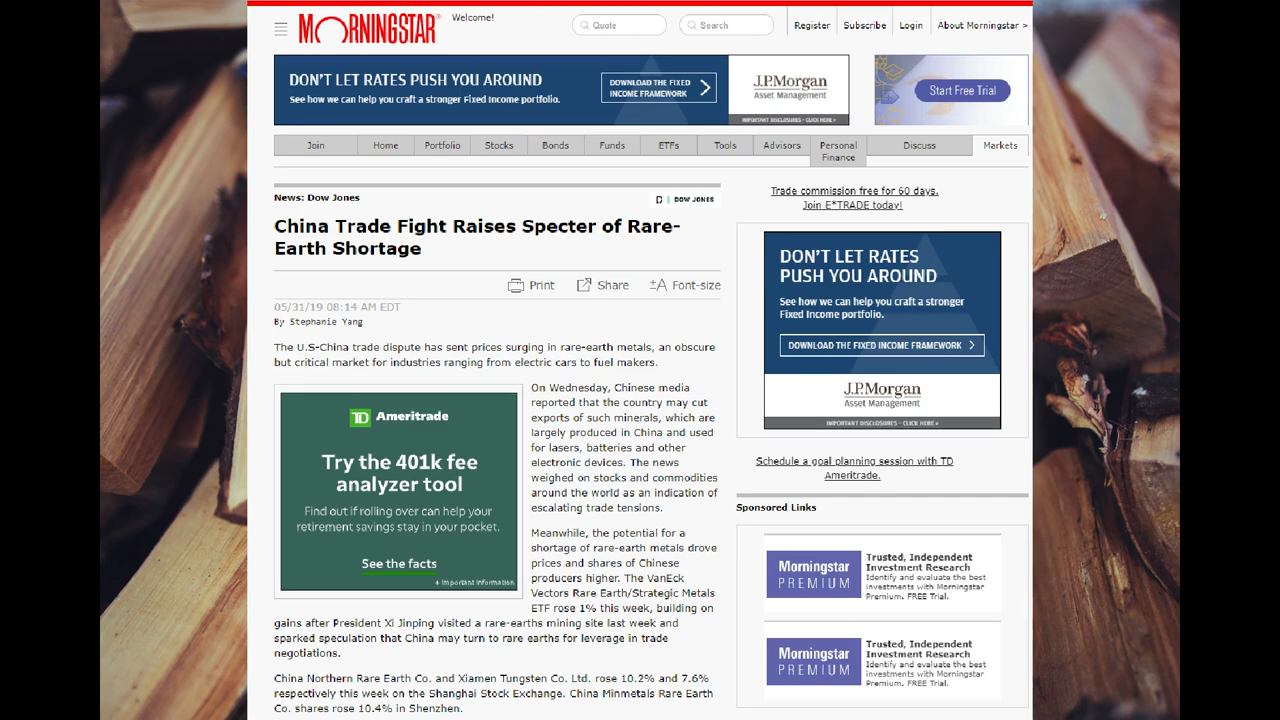 MORNINGSTAR®
Welcome!
Quote
Search
Register
Subscribe
Login
About Morningstar >
DON'T LET RATES PUSH YOU AROUND
See how we can help you craft a stronger Fixed Income portfolio.
DOWNLOAD THE FIXED
INCOME FRAMEWORK
J.P.Morgan
Asset Management
IMPORTANT DISCLOSURES - CLICK HERE »
Start Free Trial
Join
Home
Portfolio
Stocks
Bonds
Funds
ETFs
Tools
Advisors
Personal
Finance
Discuss
Markets
News: Dow Jones
D | DOW JONES
China Trade Fight Raises Specter of Rare-
Earth Shortage
Print
Share
±A Font-size
05/31/19 08:14 AM EDT
By Stephanie Yang
The U.S-China trade dispute has sent prices surging in rare-earth metals, an obscure
but critical market for industries ranging from electric cars to fuel makers.
TD Ameritrade
Try the 401k fee
analyzer tool
Find out if rolling over can help your
retirement savings stay in your pocket.
See the facts
+ Important Information
On Wednesday, Chinese media
reported that the country may cut
exports of such minerals, which are
largely produced in China and used
for lasers, batteries and other
electronic devices. The news
weighed on stocks and commodities
around the world as an indication of
escalating trade tensions.
Meanwhile, the potential for a
shortage of rare-earth metals drove
prices and shares of Chinese
producers higher. The VanEck
Vectors Rare Earth/Strategic Metals
ETF rose 1% this week, building on
gains after President Xi Jinping visited a rare-earths mining site last week and
sparked speculation that China may turn to rare earths for leverage in trade
negotiations.
China Northern Rare Earth Co. and Xiamen Tungsten Co. Ltd. rose 10.2% and 7.6%
respectively this week on the Shanghai Stock Exchange. China Minmetals Rare Earth
Co. shares rose 10.4% in Shenzhen.
Trade commission free for 60 days.
Join E*TRADE today!
DON'T LET RATES
PUSH YOU AROUND
See how we can help you craft a stronger
Fixed Income portfolio.
DOWNLOAD THE FIXED INCOME FRAMEWORK
J.P.Morgan
Asset Management
IMPORTANT DISCLOSURES - CLICK HERE »
Schedule a goal planning session with TD
Ameritrade.
Sponsored Links
Morningstar
PREMIUM
Trusted, Independent
Investment Research
Identify and evaluate the best
investments with Morningstar
Premium. FREE Trial.
Morningstar
PREMIUM
Trusted, Independent
Investment Research
Identify and evaluate the best
investments with Morningstar
Premium. FREE Trial.